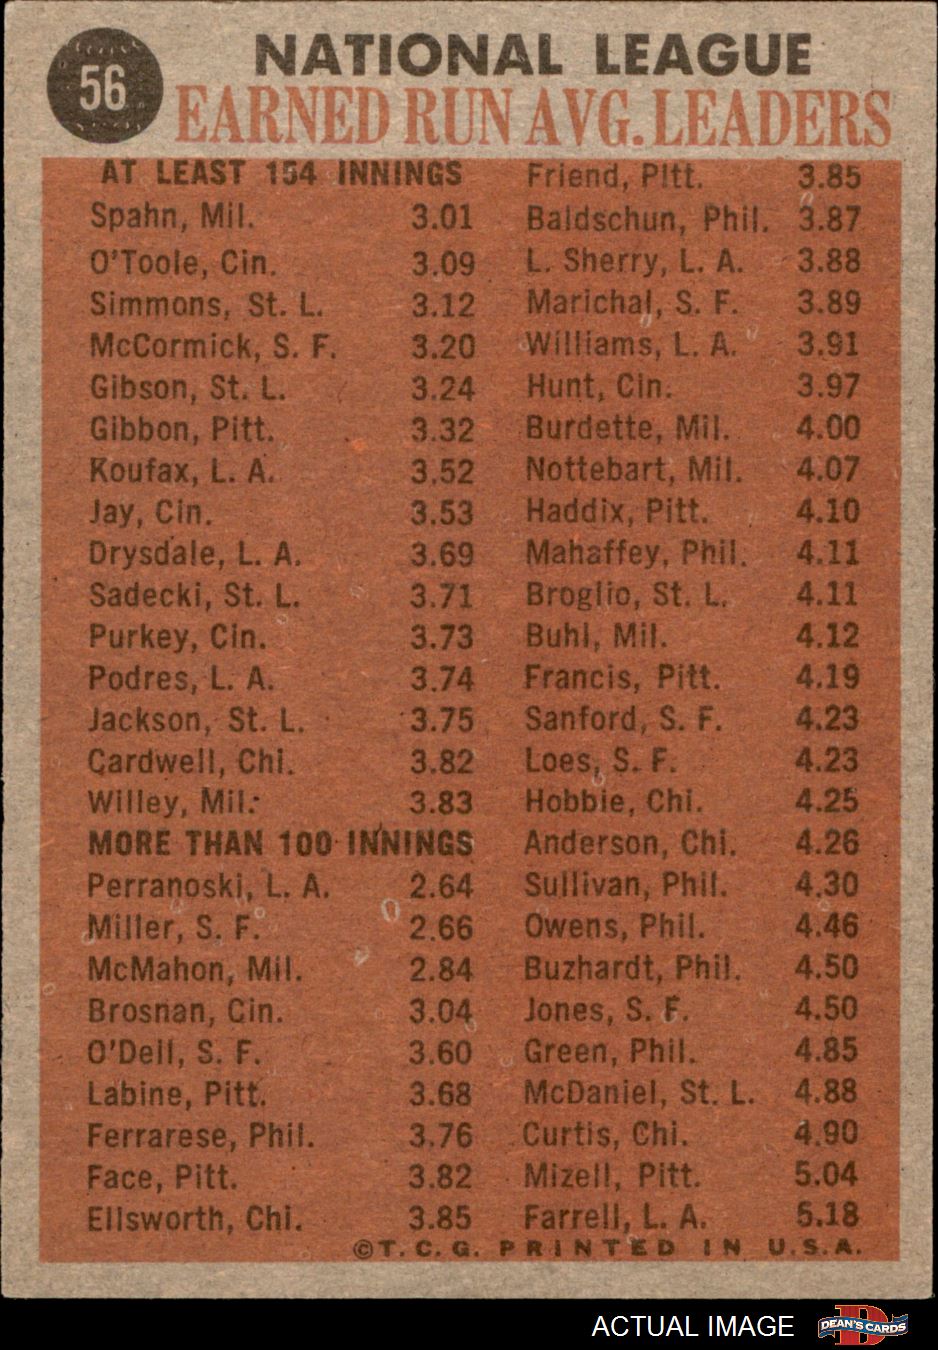 56
NATIONAL LEAGUE
EARNED RUN AVG. LEADERS
AT LEAST 154 INNINGS
Spahn, Mil. 3.01
O'Toole, Cin. 3.09
Simmons, St. L. 3.12
McCormick, S. F. 3.20
Gibson, St. L. 3.24
Gibbon, Pitt. 3.32
Koufax, L. A. 3.52
Jay, Cin. 3.53
Drysdale, L. A. 3.69
Sadecki, St. L. 3.71
Purkey, Cin. 3.73
Podres, L. A. 3.74
Jackson, St. L. 3.75
Cardwell, Chi. 3.82
Willey, Mil. 3.83
MORE THAN 100 INNINGS
Perranoski, L. A. 2.64
Miller, S. F. 2.66
McMahon, Mil. 2.84
Brosnan, Cin. 3.04
O'Dell, S. F. 3.60
Labine, Pitt. 3.68
Ferrarese, Phil. 3.76
Face, Pitt. 3.82
Ellsworth, Chi. 3.85
Friend, Pitt. 3.85
Baldschun, Phil. 3.87
L. Sherry, L. A. 3.88
Marichal, S. F. 3.89
Williams, L. A. 3.91
Hunt, Cin. 3.97
Burdette, Mil. 4.00
Nottebart, Mil. 4.07
Haddix, Pitt. 4.10
Mahaffey, Phil. 4.11
Broglio, St. L. 4.11
Buhl, Mil. 4.12
Francis, Pitt. 4.19
Sanford, S. F. 4.23
Loes, S. F. 4.23
Hobbie, Chi. 4.25
Anderson, Chi. 4.26
Sullivan, Phil. 4.30
Owens, Phil. 4.46
Buzhardt, Phil. 4.50
Jones, S. F. 4.50
Green, Phil. 4.85
McDaniel, St. L. 4.88
Curtis, Chi. 4.90
Mizell, Pitt. 5.04
Farrell, L. A. 5.18
©T. C. G. PRINTED IN U.S.A.
ACTUAL IMAGE
DEAN'S CARDS